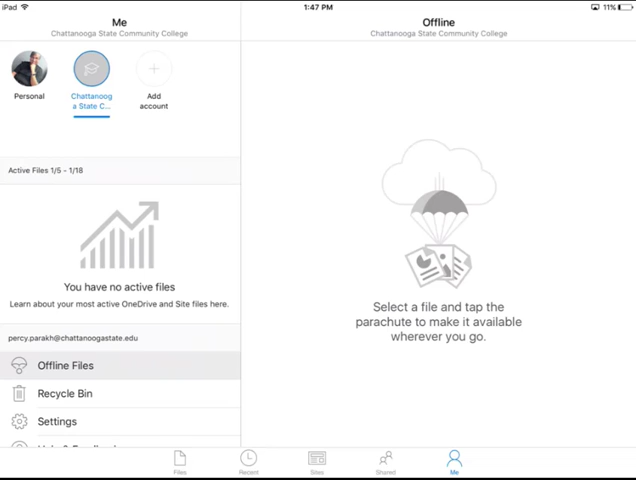 iPad
1:47 PM
11%
Me
Chattanooga State Community College
Personal
Chattanoog
a State C...
Add
account
Active Files 1/5 - 1/18
You have no active files
Learn about your most active OneDrive and Site files here.
percy.parakh@chattanoogastate.edu
Offline Files
Recycle Bin
Settings
Offline
Chattanooga State Community College
Select a file and tap the
parachute to make it available
wherever you go.
Files
Recent
Sites
Shared
Me